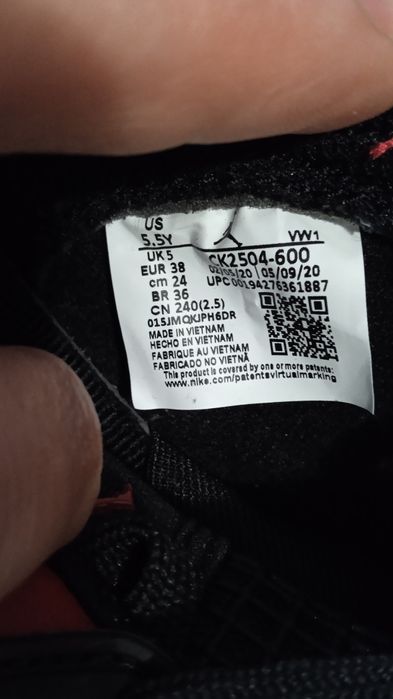 US
5.5Y VW1
UK 5 CK2504-600
EUR 38 02/05/20 05/09/20
cm 24 UPC 00194276361887
BR 36
CN 240(2.5)
015JMQKJPH6DR
MADE IN VIETNAM
HECHO EN VIETNAM
FABRIQUE AU VIETNAM
FABRICADO NO VIETNÃ
This product is covered by one or more patents:
www.nike.com/patentsvirtualmarking